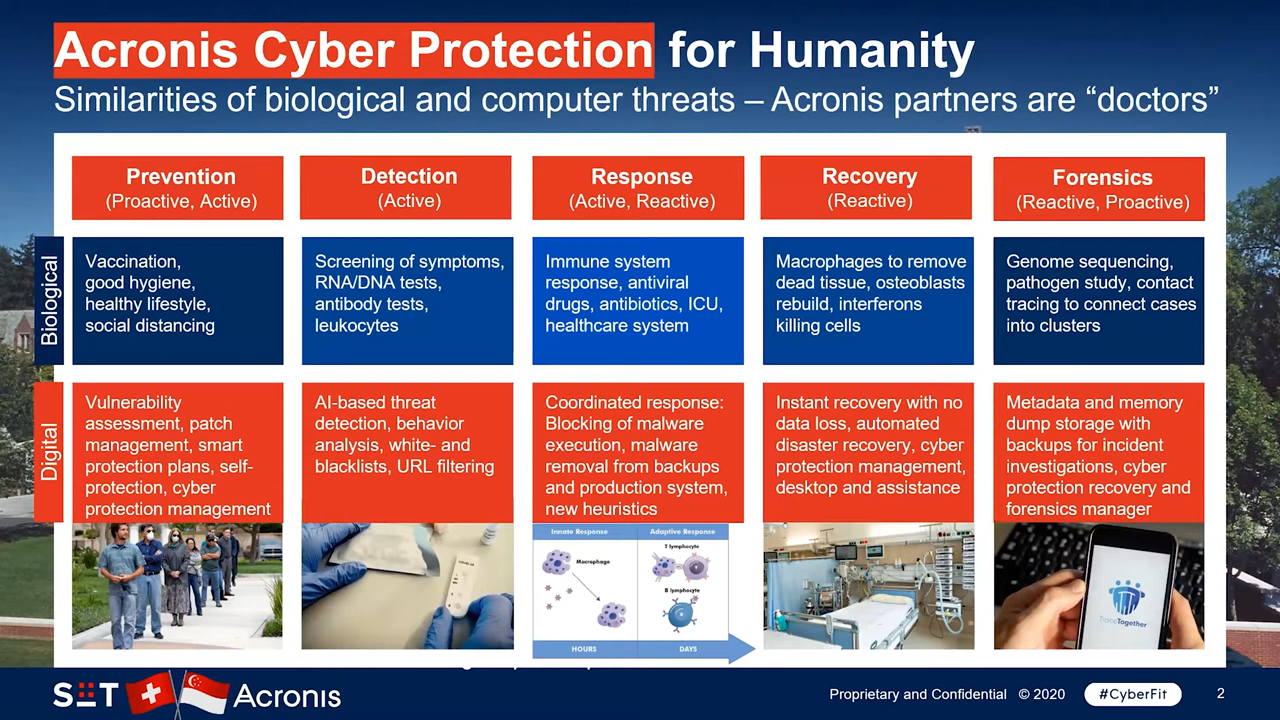 Acronis Cyber Protection for Humanity
Similarities of biological and computer threats – Acronis partners are “doctors”
Prevention
(Proactive, Active)
Detection
(Active)
Response
(Active, Reactive)
Recovery
(Reactive)
Forensics
(Reactive, Proactive)
Biological
Vaccination,
good hygiene,
healthy lifestyle,
social distancing
Screening of symptoms,
RNA/DNA tests,
antibody tests,
leukocytes
Immune system
response, antiviral
drugs, antibiotics, ICU,
healthcare system
Macrophages to remove
dead tissue, osteoblasts
rebuild, interferons
killing cells
Genome sequencing,
pathogen study, contact
tracing to connect cases
into clusters
Digital
Vulnerability
assessment, patch
management, smart
protection plans, self-
protection, cyber
protection management
AI-based threat
detection, behavior
analysis, white- and
blacklists, URL filtering
Coordinated response:
Blocking of malware
execution, malware
removal from backups
and production system,
new heuristics
Instant recovery with no
data loss, automated
disaster recovery, cyber
protection management,
desktop and assistance
Metadata and memory
dump storage with
backups for incident
investigations, cyber
protection recovery and
forensics manager
Innate Response
Macrophage
HOURS
Adaptive Response
T lymphocyte
B lymphocyte
DAYS
TraceTogether
SIT
Acronis
Proprietary and Confidential © 2020
#CyberFit
2